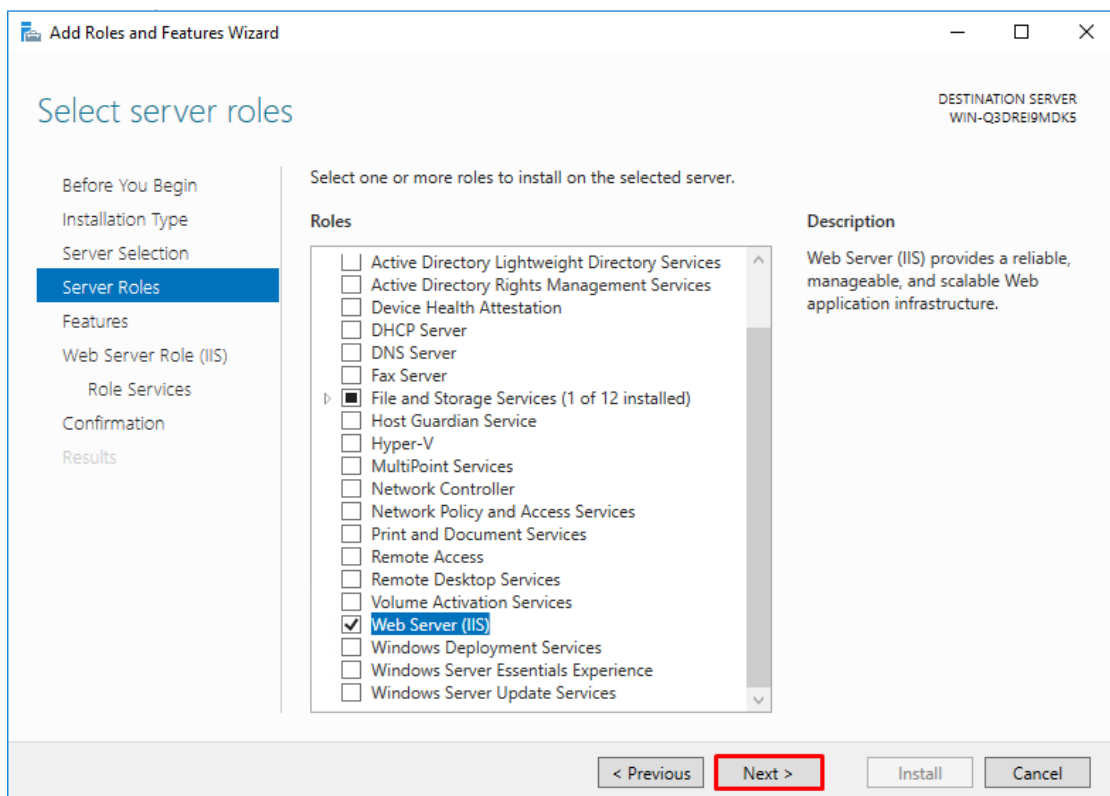 Add Roles and Features Wizard
Select server roles
DESTINATION SERVER
WIN-Q3DREI9MDK5
Before You Begin
Installation Type
Server Selection
Server Roles
Features
Web Server Role (IIS)
Role Services
Confirmation
Results
Select one or more roles to install on the selected server.
Roles
Active Directory Lightweight Directory Services
Active Directory Rights Management Services
Device Health Attestation
DHCP Server
DNS Server
Fax Server
File and Storage Services (1 of 12 installed)
Host Guardian Service
Hyper-V
MultiPoint Services
Network Controller
Network Policy and Access Services
Print and Document Services
Remote Access
Remote Desktop Services
Volume Activation Services
Web Server (IIS)
Windows Deployment Services
Windows Server Essentials Experience
Windows Server Update Services
Description
Web Server (IIS) provides a reliable,
manageable, and scalable Web
application infrastructure.
< Previous
Next >
Install
Cancel